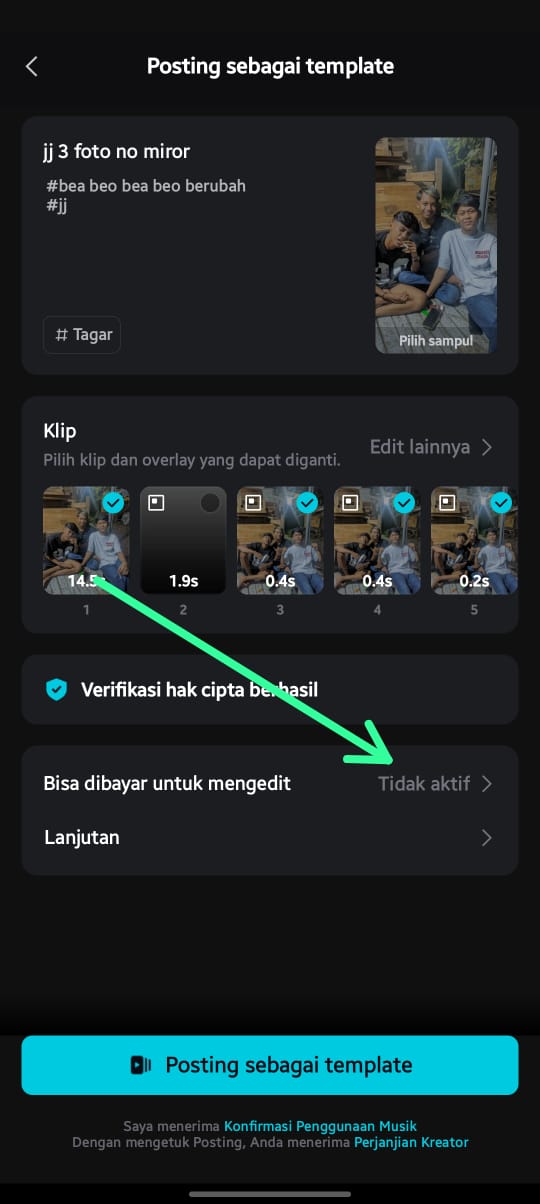 Posting sebagai template
jj 3 foto no miror
#bea beo bea beo berubah
#jj
# Tagar
Pilih sampul
Klip
Pilih klip dan overlay yang dapat diganti.
Edit lainnya
14.5s
1.9s
0.4s
0.4s
0.2s
1
2
3
4
5
Verifikasi hak cipta berhasil
Bisa dibayar untuk mengedit
Tidak aktif
Lanjutan
Posting sebagai template
Saya menerima Konfirmasi Penggunaan Musik
Dengan mengetuk Posting, Anda menerima Perjanjian Kreator